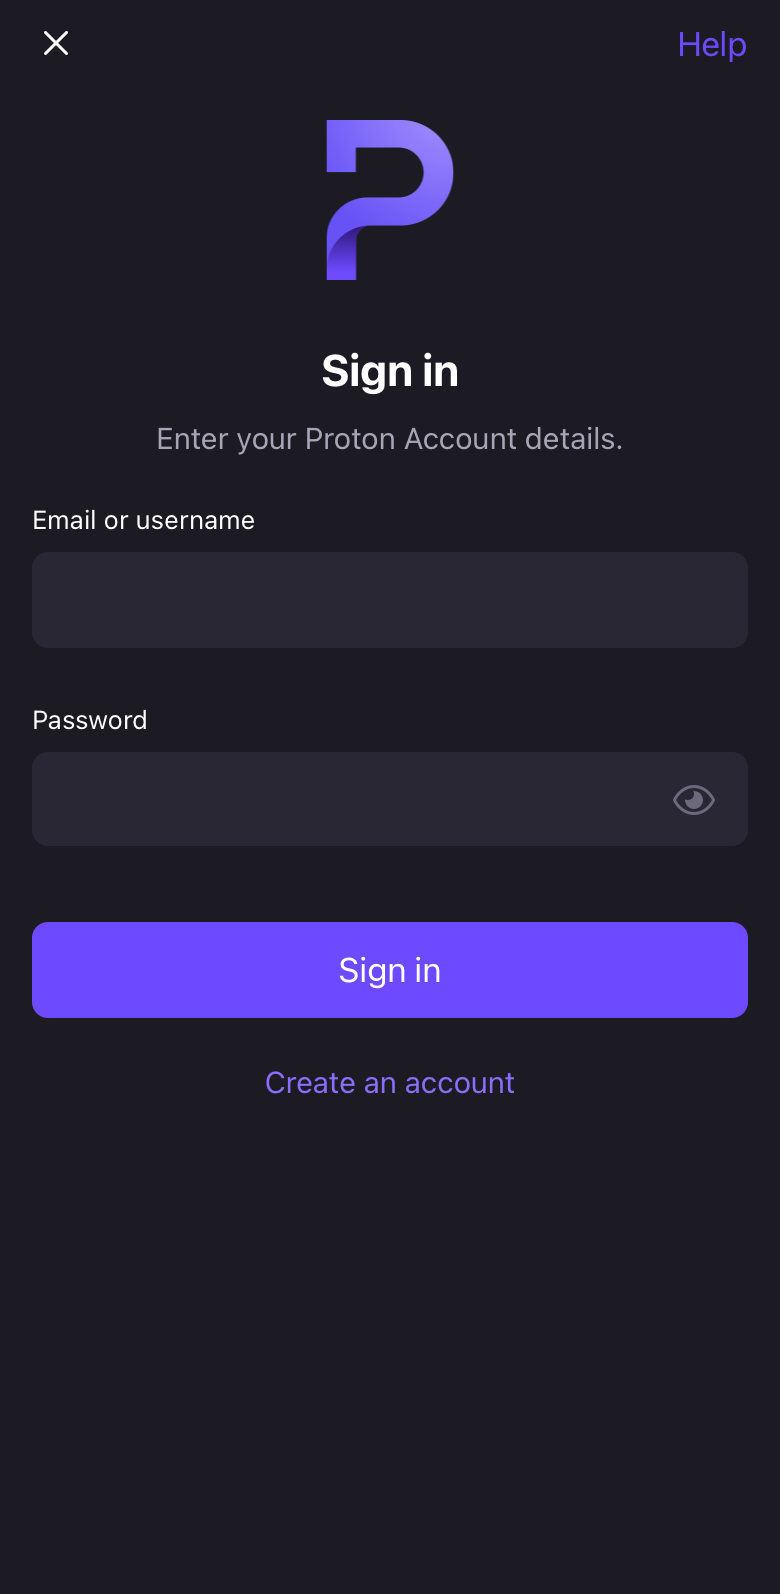 Help
Sign in
Enter your Proton Account details.
Email or username
Password
Sign in
Create an account